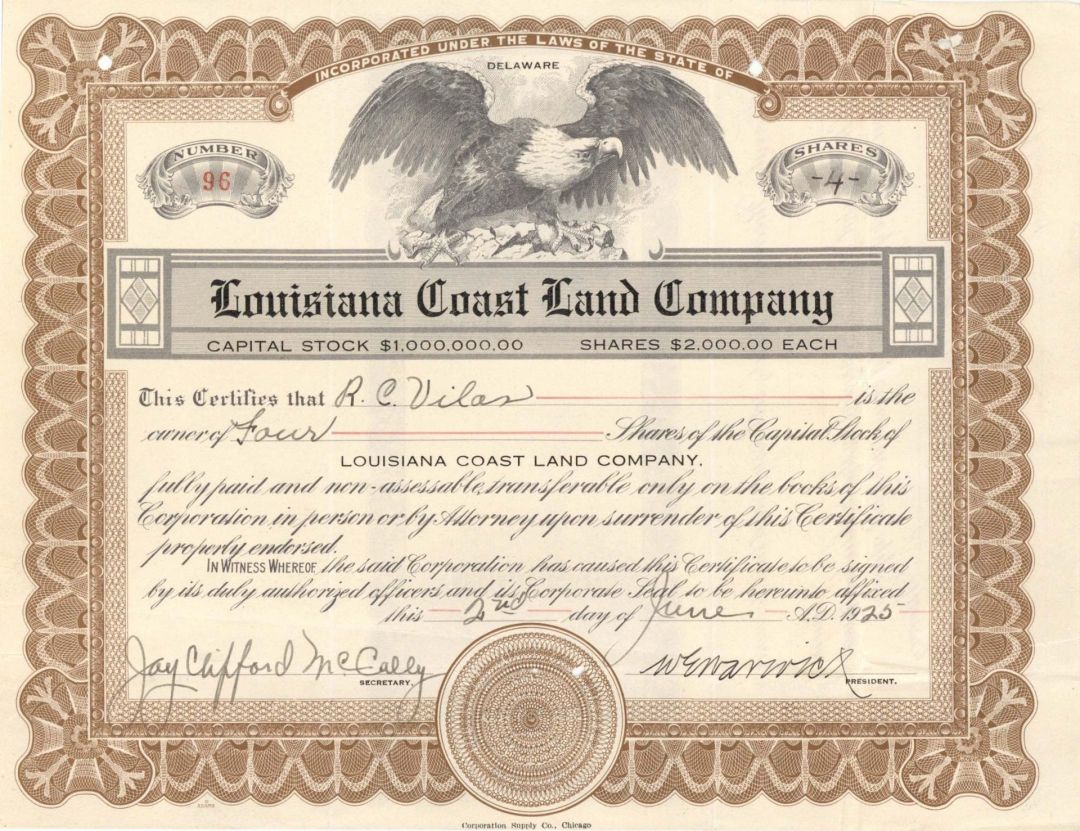 INCORPORATED UNDER THE LAWS OF THE STATE OF
DELAWARE
NUMBER
96
SHARES
-4-
Louisiana Coast Land Company
CAPITAL STOCK $1,000,000.00 SHARES $2,000.00 EACH
This Certifies that R. C. Vilas is the
owner of Four Shares of the Capital Stock of
LOUISIANA COAST LAND COMPANY.
fully paid and non-assessable, transferable only on the books of this
Corporation in person or by Attorney upon surrender of this Certificate
properly endorsed.
IN WITNESS WHEREOF, the said Corporation has caused this Certificate to be signed
by its duly authorized officers and its Corporate Seal to be hereunto affixed
this 2nd day of June A.D. 1925
Jay Clifford McCally
SECRETARY.
W E Warwick
PRESIDENT.
Corporation Supply Co., Chicago